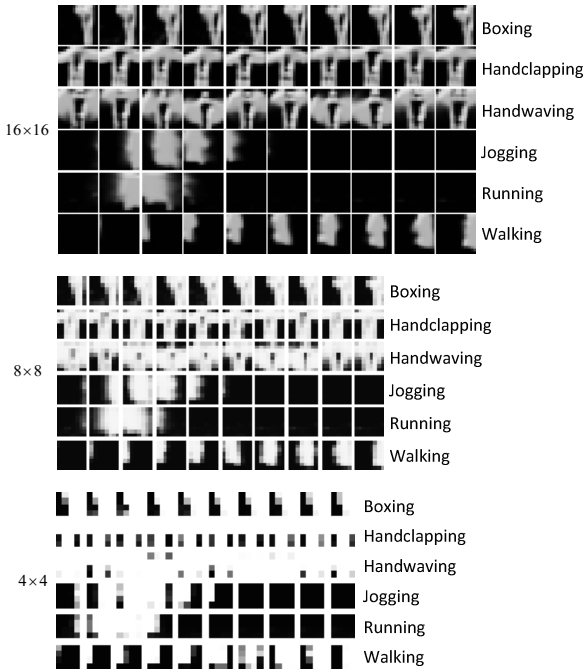 16×16
Boxing
Handclapping
Handwaving
Jogging
Running
Walking
8×8
Boxing
Handclapping
Handwaving
Jogging
Running
Walking
4×4
Boxing
Handclapping
Handwaving
Jogging
Running
Walking